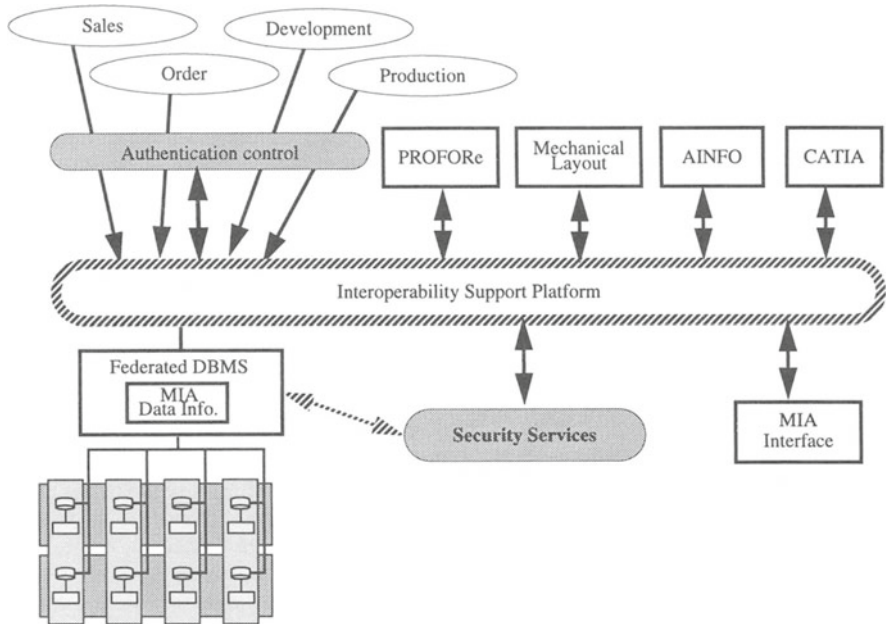 Sales
Development
Order
Production
Authentication control
PROFORe
Mechanical
Layout
AINFO
CATIA
Interoperability Support Platform
Federated DBMS
MIA
Data Info.
Security Services
MIA
Interface